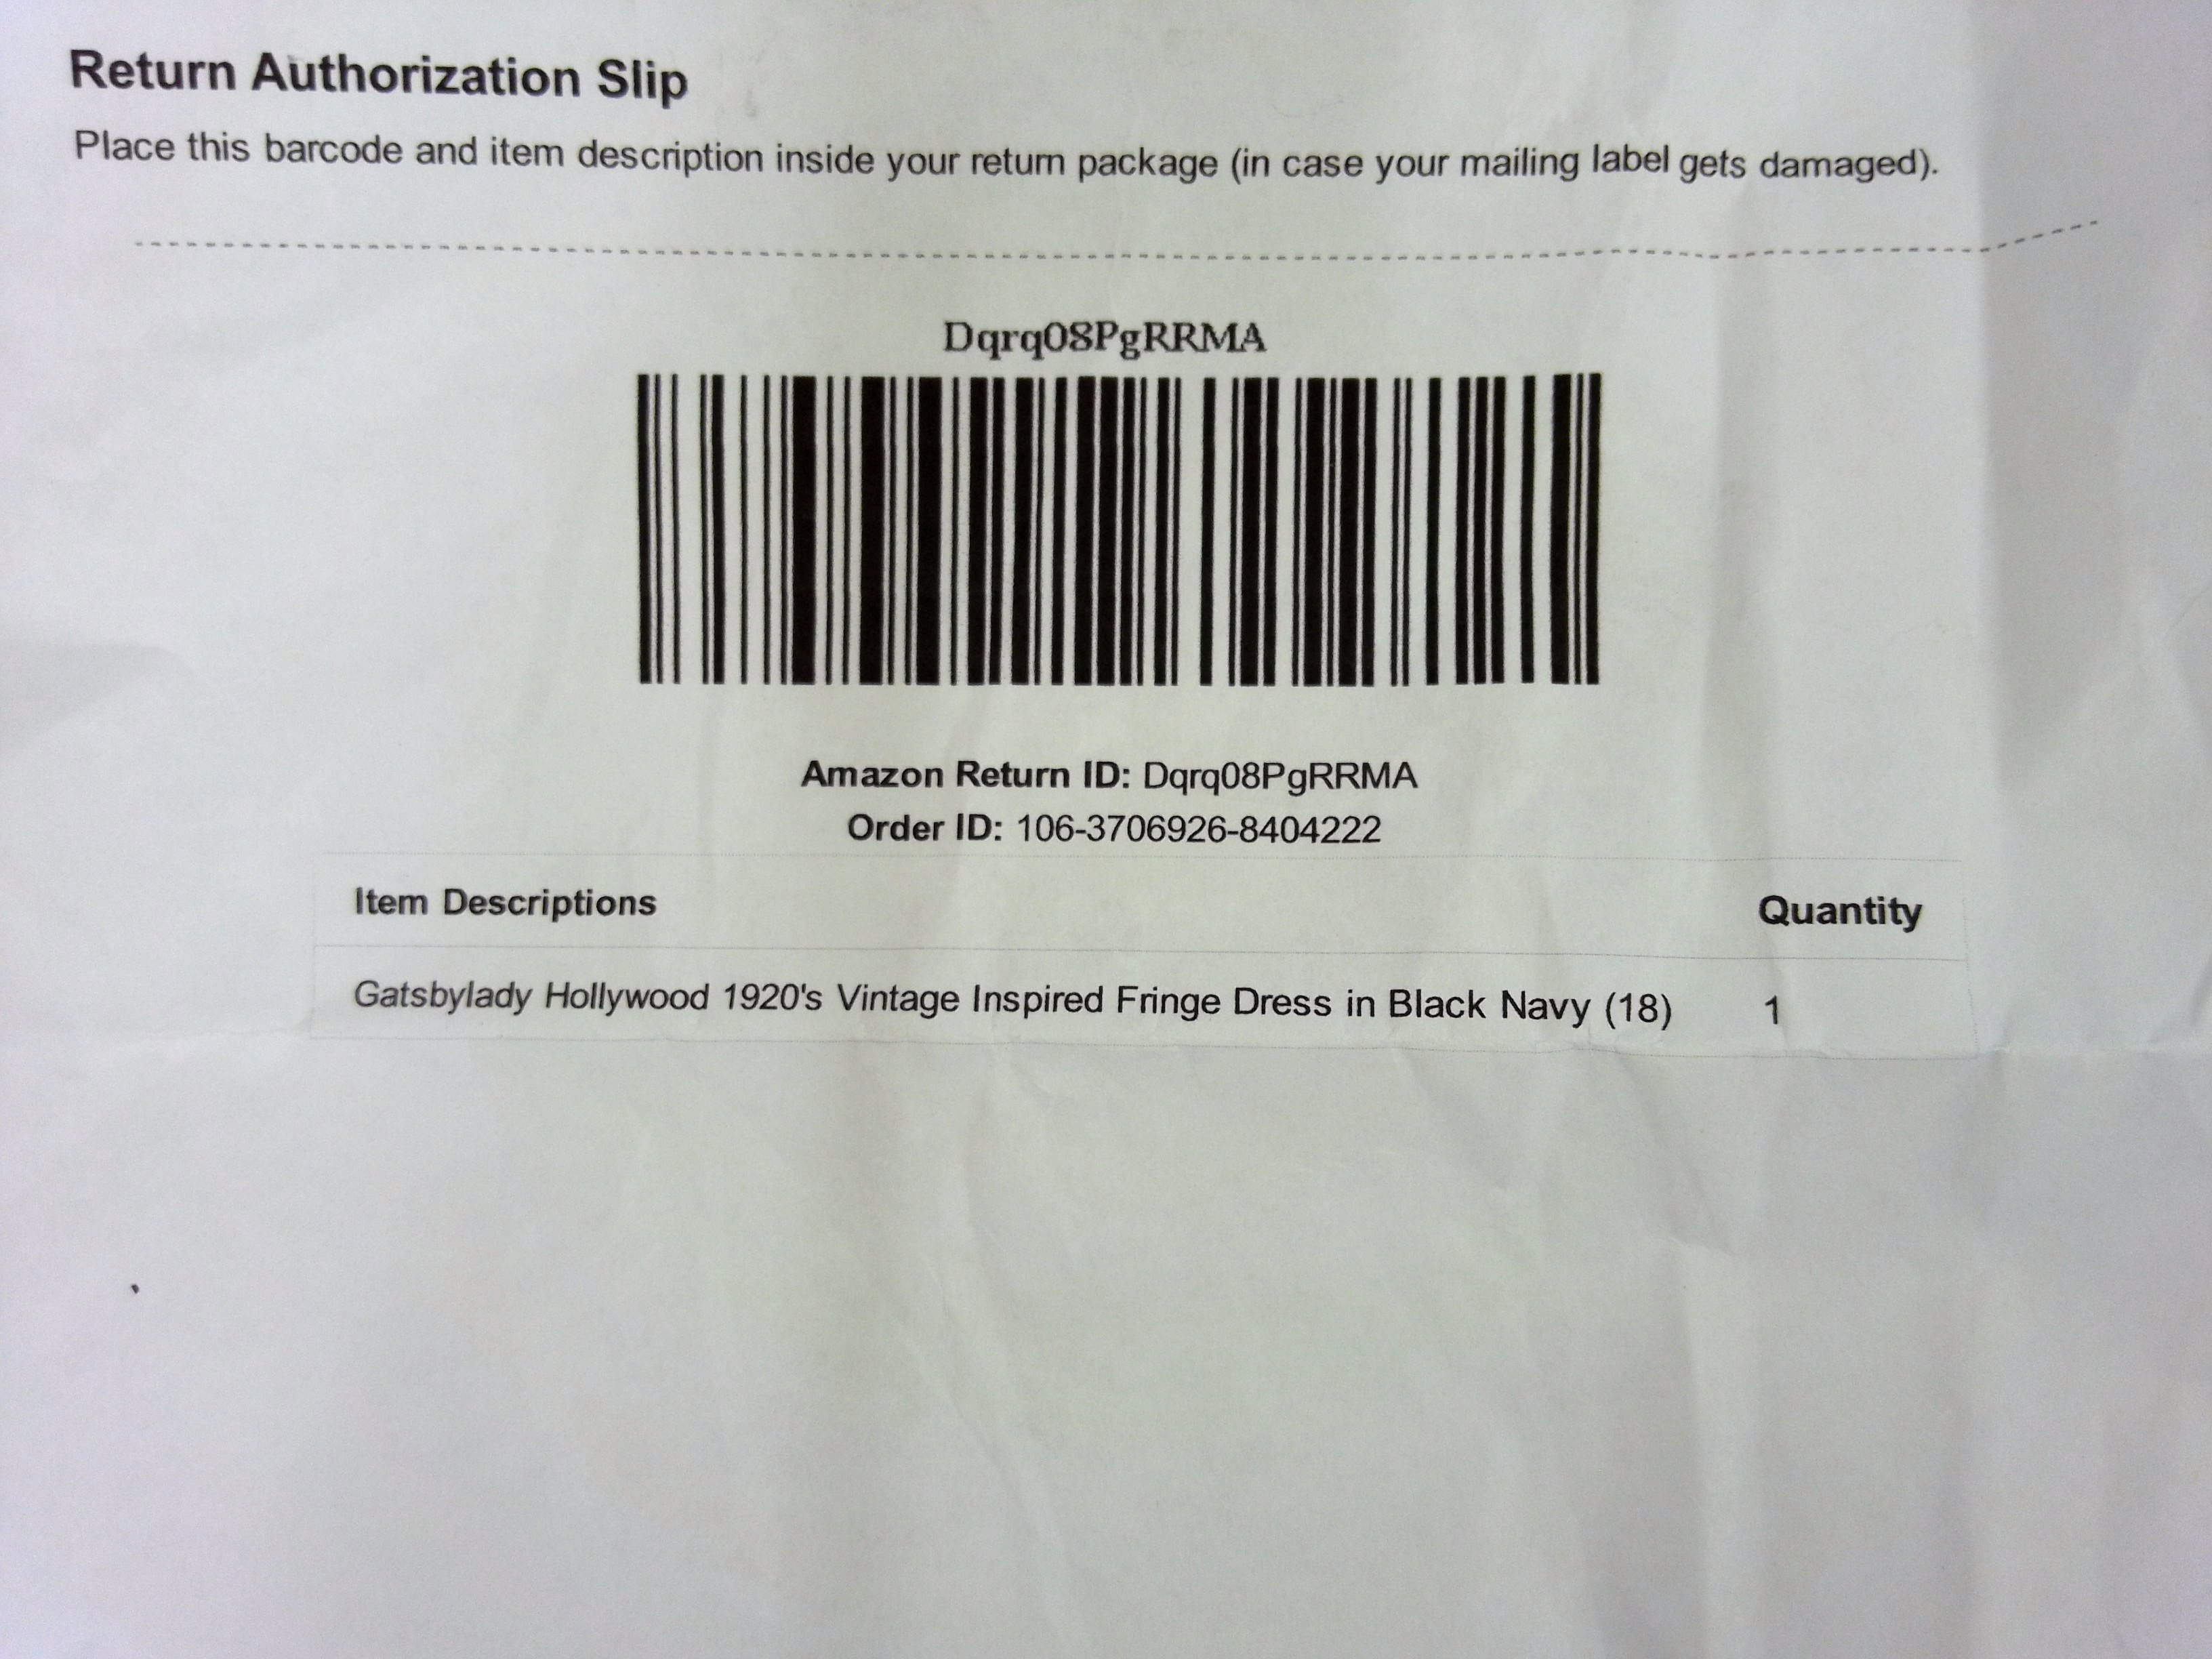 Return Authorization Slip
Place this barcode and item description inside your return package (in case your mailing label gets damaged).
Dqrq08PgRRMA
Amazon Return ID: Dqrq08PgRRMA
Order ID: 106-3706926-8404222
Item Descriptions Quantity
Gatsbylady Hollywood 1920's Vintage Inspired Fringe Dress in Black Navy (18) 1